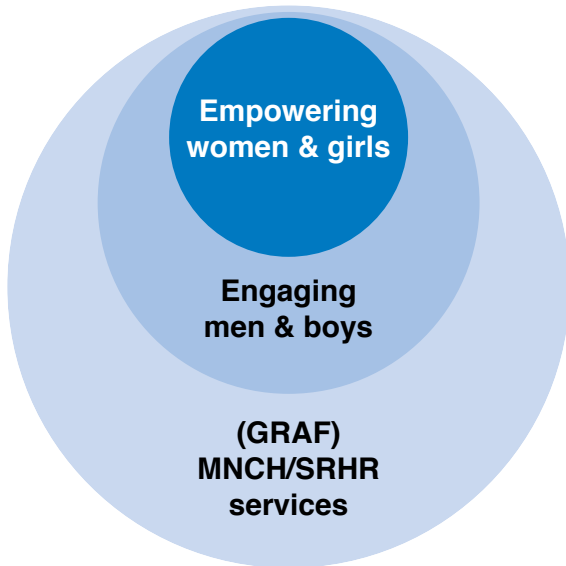 Empowering
women & girls
Engaging
men & boys
(GRAF)
MNCH/SRHR
services